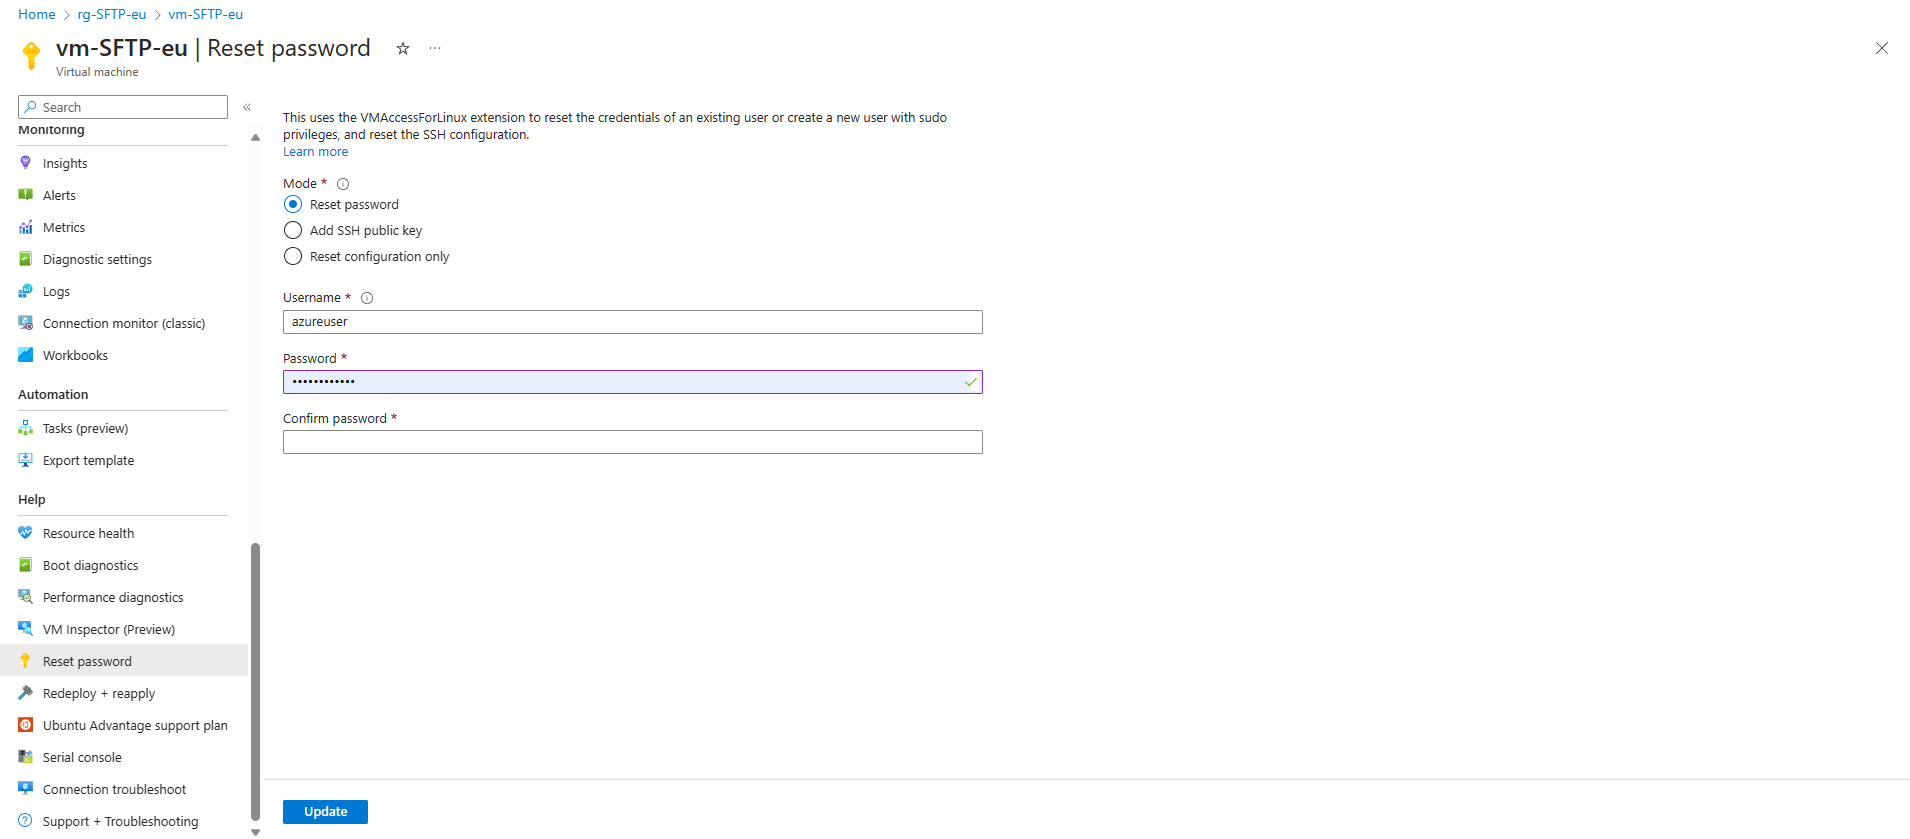 Home > rg-SFTP-eu > vm-SFTP-eu
vm-SFTP-eu | Reset password ☆ ···
Virtual machine
Search «
Monitoring
Insights
Alerts
Metrics
Diagnostic settings
Logs
Connection monitor (classic)
Workbooks
Automation
Tasks (preview)
Export template
Help
Resource health
Boot diagnostics
Performance diagnostics
VM Inspector (Preview)
Reset password
Redeploy + reapply
Ubuntu Advantage support plan
Serial console
Connection troubleshoot
Support + Troubleshooting
This uses the VMAccessForLinux extension to reset the credentials of an existing user or create a new user with sudo
privileges, and reset the SSH configuration.
Learn more
Mode *
Reset password
Add SSH public key
Reset configuration only
Username *
azureuser
Password *
••••••••••••
Confirm password *
Update